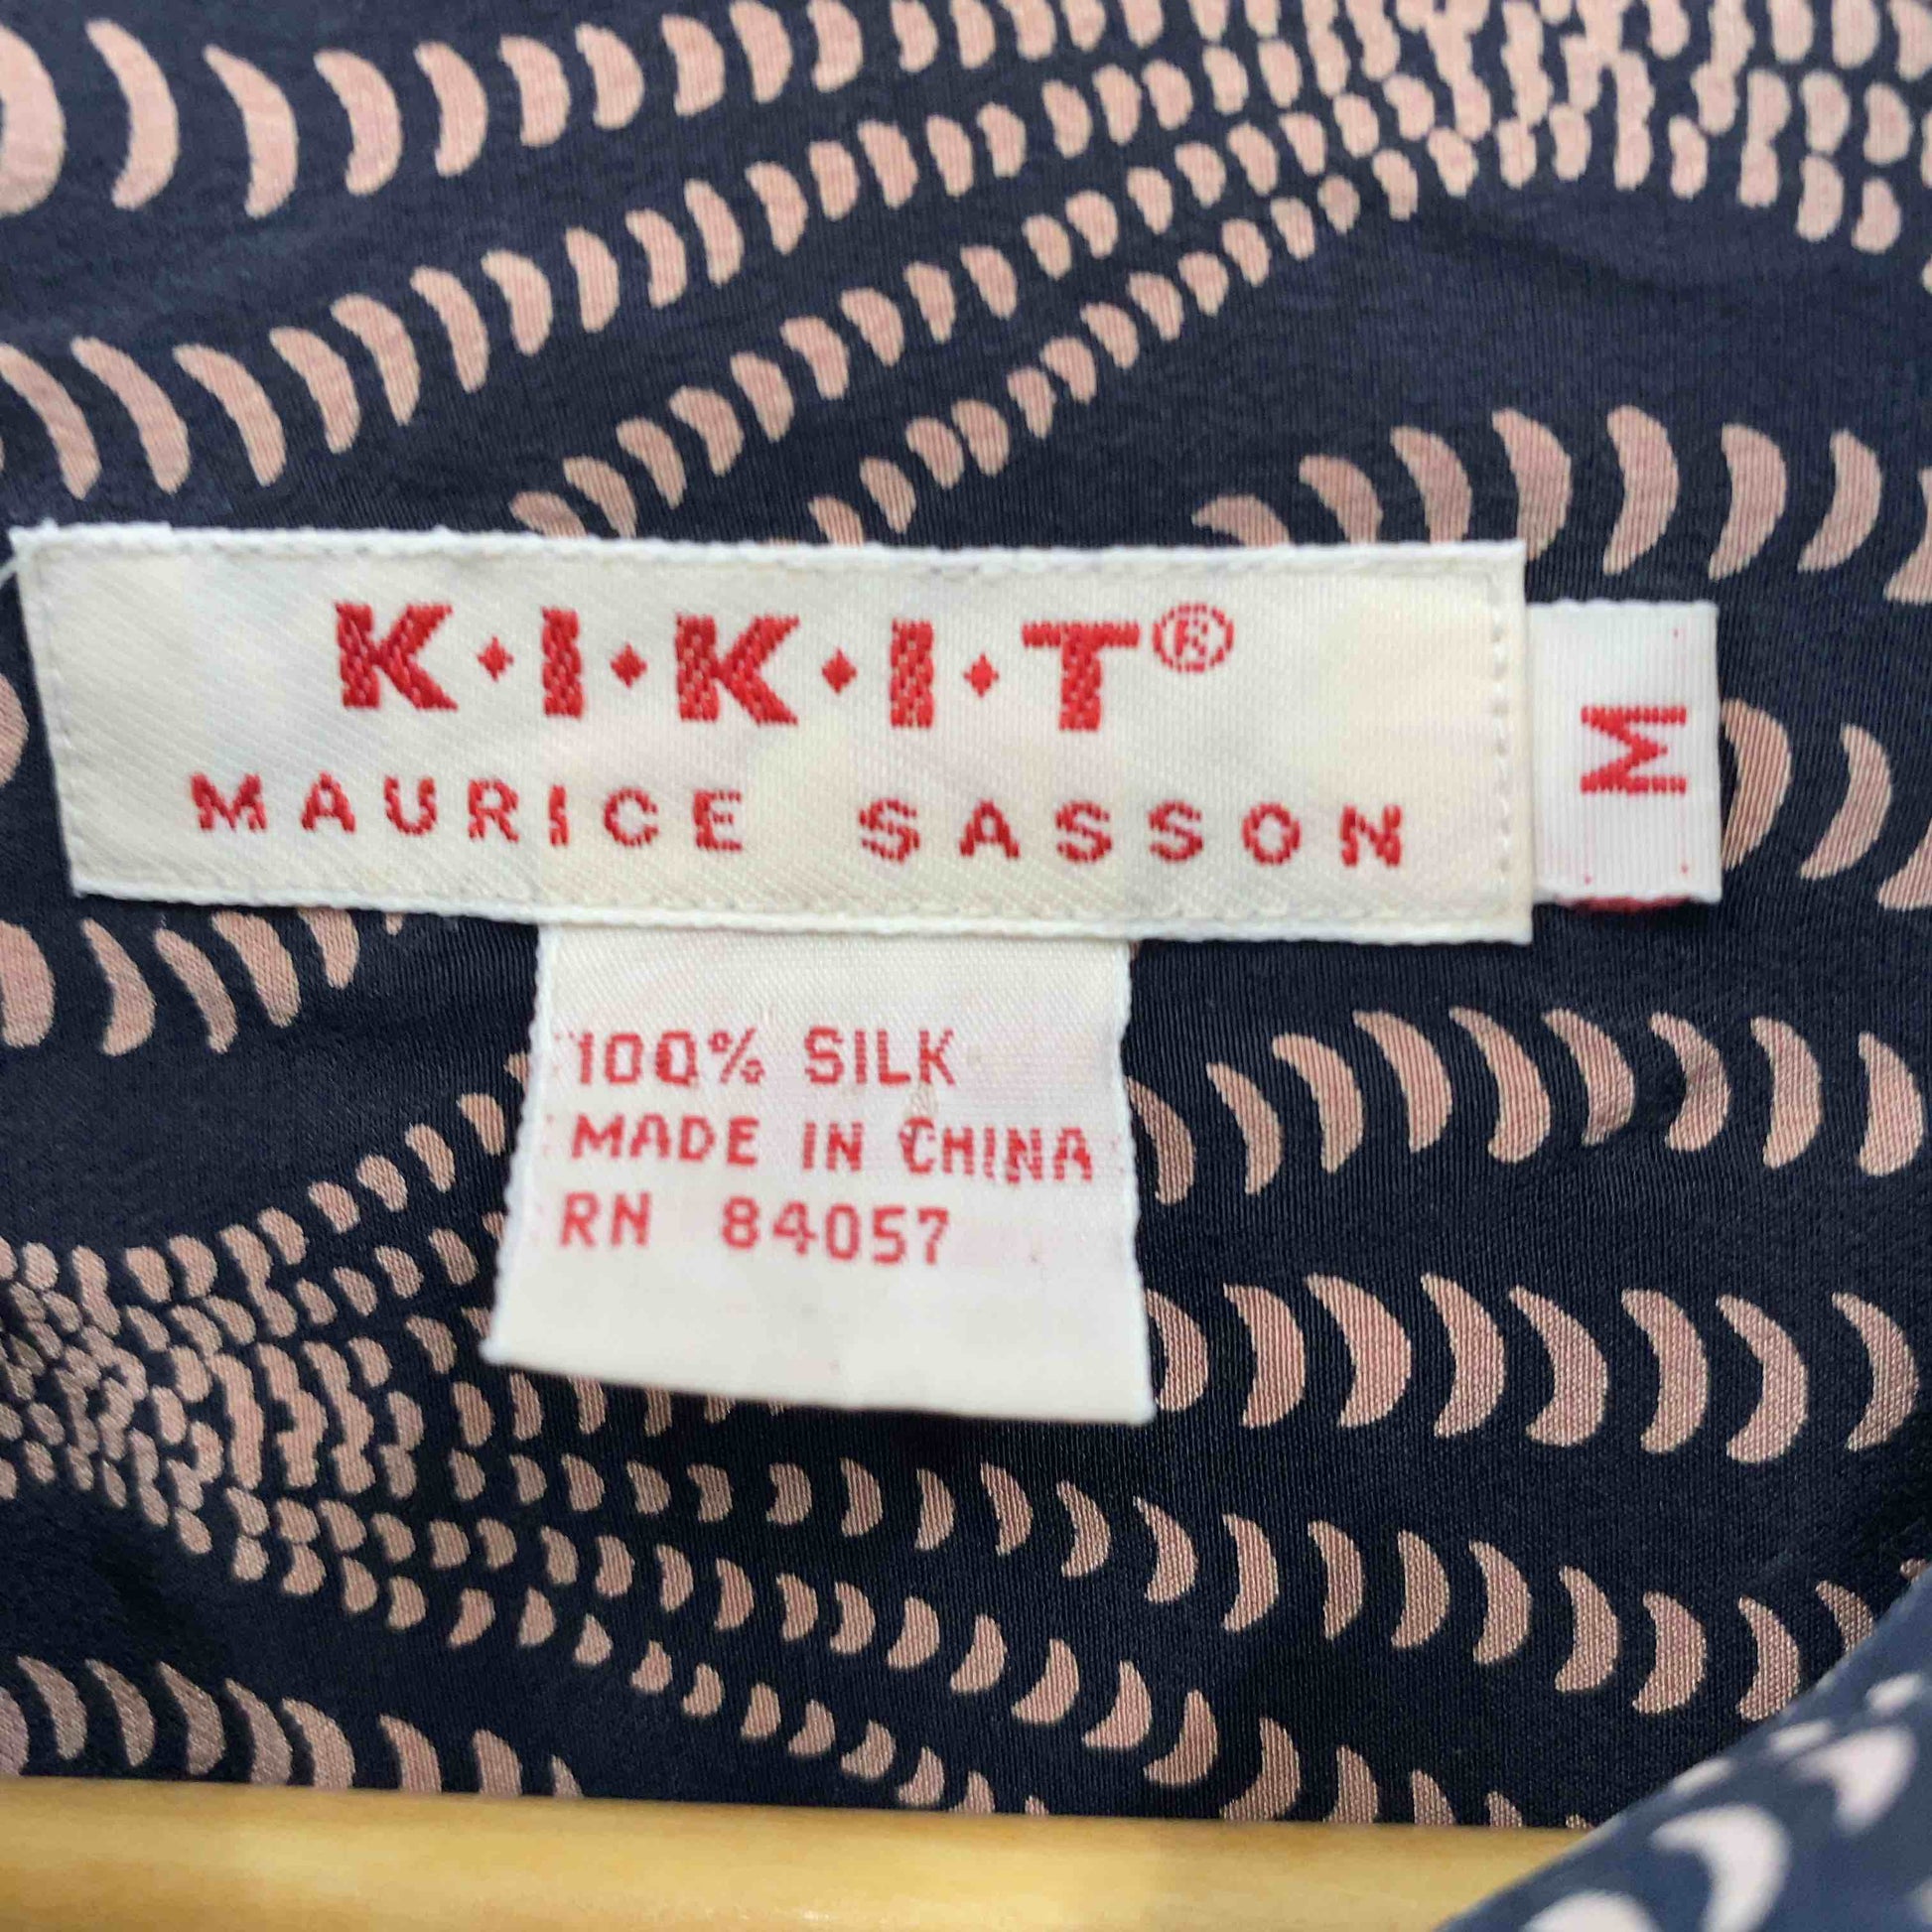 K·I·K·I·T®
MAURICE SASSON
M
100% SILK
MADE IN CHINA
RN 84057